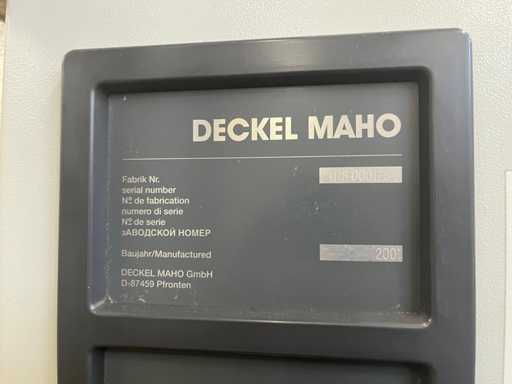 DECKEL MAHO
Fabrik Nr.
serial number
Nº de fabrication
numero di serie
Nº de serie
зАВОДСКОЙ НОМЕР
Baujahr/Manufactured
DECKEL MAHO GmbH
D-87459 Pfronten